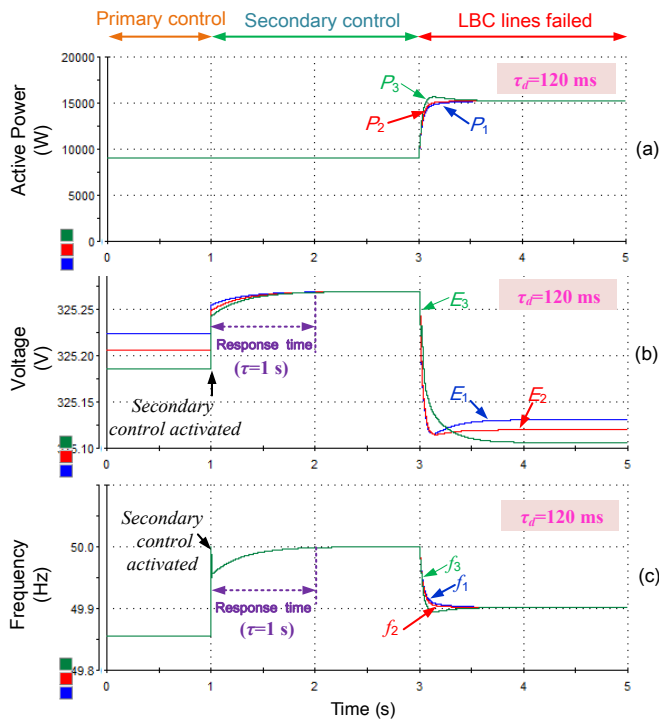 Primary control
Secondary control
LBC lines failed
Active Power
(W)
20000
15000
10000
5000
0
τd=120 ms
P3
P2
P1
(a)
0
1
2
3
4
5
Voltage
(V)
325.25
325.20
325.15
325.10
τd=120 ms
E3
E1
E2
Response time
(τ=1 s)
Secondary
control activated
(b)
0
1
2
3
4
5
Frequency
(Hz)
50.0
49.9
49.8
τd=120 ms
Secondary
control
activated
Response time
(τ=1 s)
f3
f1
f2
(c)
0
1
2
3
4
5
Time (s)